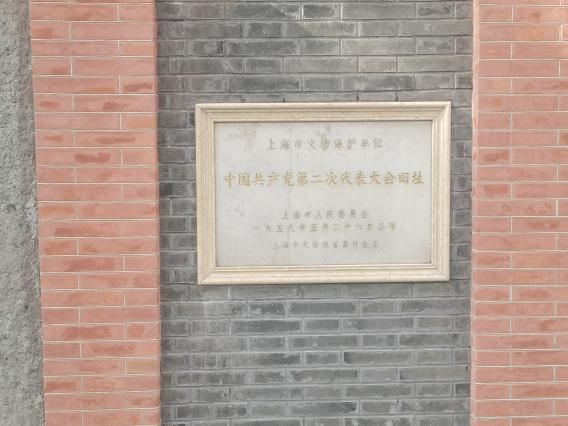 上海市文物保护单位
中国共产党第二次代表大会旧址
上海市人民委员会
一九五九年五月二十六日公布
上海市文物保管委员会立